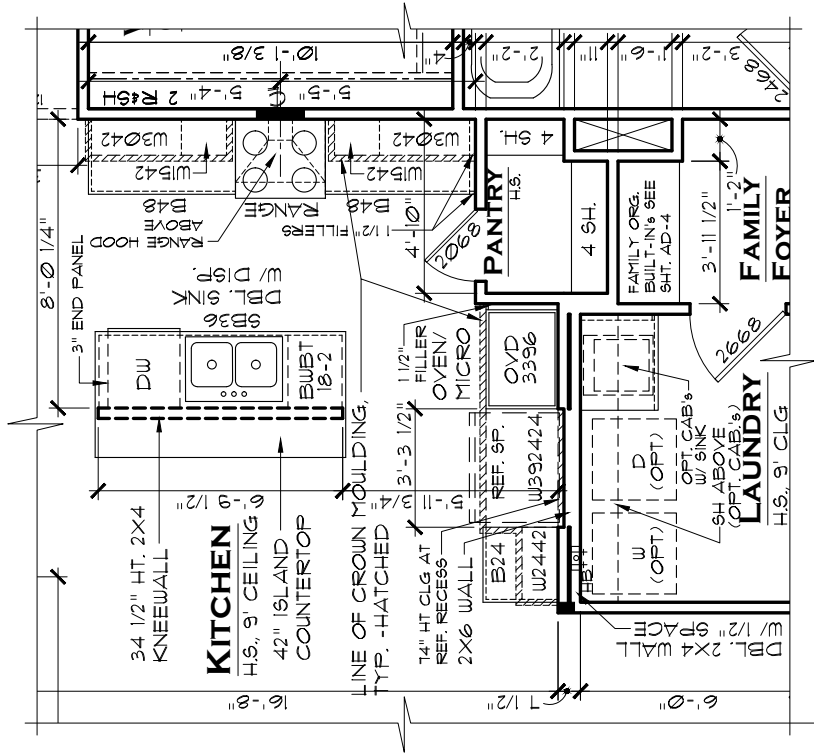 10'-1 3/8"
4"
2'-2"
11"
1'-6"
3'-2"
2 R&SH
5'-4"
5'-5"
2468
W3042
W1542
W3042
W1542
B48
B48
RANGE
RANGE HOOD
ABOVE
1 1/2" FILLERS
4'-10"
2068
PANTRY
H.S.
4 SH.
4 SH.
FAMILY ORG.
BUILT-IN's SEE
SHT. AD-4
3'-11 1/2"
1'-2"
FAMILY
FOYER
8'-0 1/4"
3" END PANEL
DBL. SINK
W/ DISP.
SB36
DW
BWBT
18-2
1 1/2"
FILLER
OVEN/
MICRO
OVD
3396
2668
6'-9 1/2"
5'-11 3/4"
3'-3 1/2"
REF. SP.
W392424
B24
W2442
34 1/2" HT. 2X4
KNEEWALL
KITCHEN
H.S., 9' CEILING
42" ISLAND
COUNTERTOP
LINE OF CROWN MOULDING,
TYP. -HATCHED
74" HT CLG AT
REF. RECESS
2X6 WALL
D
(OPT)
W
(OPT)
OPT. CAB's
W/ SINK
SH ABOVE
(OPT. CAB.'s)
LAUNDRY
H.S., 9' CLG
HB++
DBL. 2X4 WALL
W/ 1/2" SPACE
16'-8"
7 1/2"
6'-0"